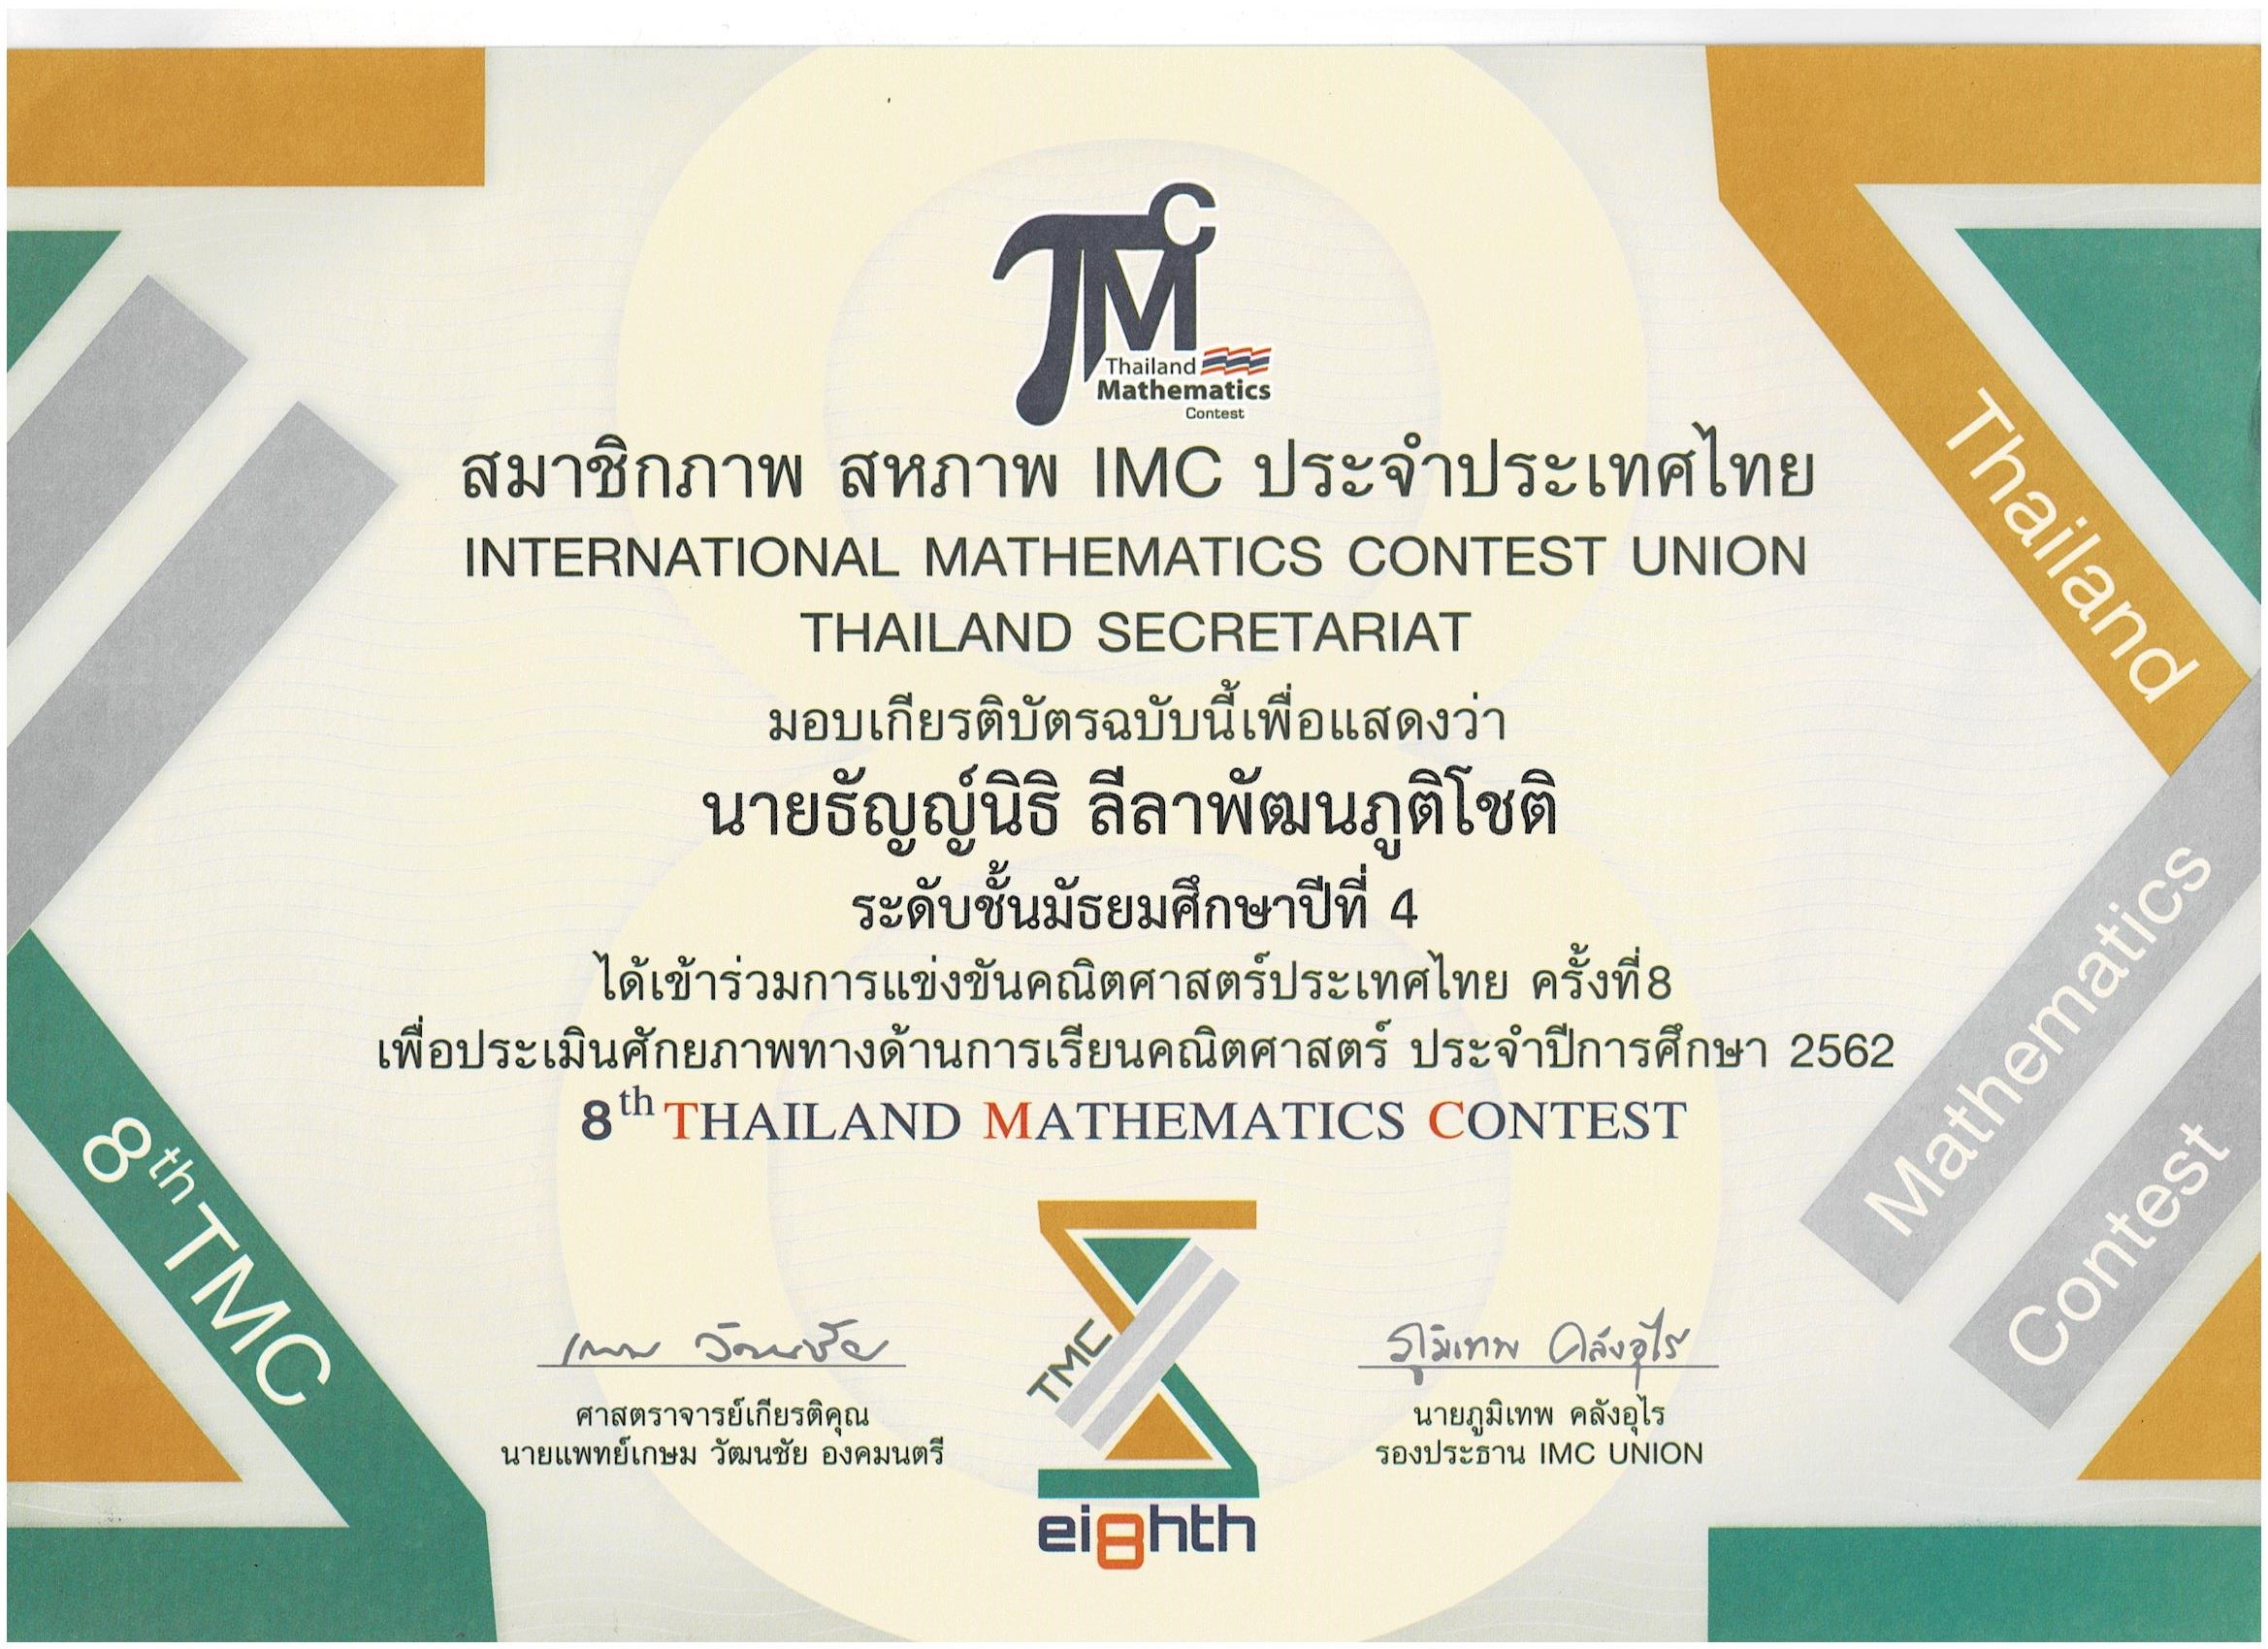 TMC
Thailand
Mathematics
Contest
สมาชิกภาพ สหภาพ IMC ประจำประเทศไทย
INTERNATIONAL MATHEMATICS CONTEST UNION
THAILAND SECRETARIAT
มอบเกียรติบัตรฉบับนี้เพื่อแสดงว่า
นายธัญญ์นิธิ ลีลาพัฒนภูติโชติ
ระดับชั้นมัธยมศึกษาปีที่ 4
ได้เข้าร่วมการแข่งขันคณิตศาสตร์ประเทศไทย ครั้งที่8
เพื่อประเมินศักยภาพทางด้านการเรียนคณิตศาสตร์ ประจำปีการศึกษา 2562
8th THAILAND MATHEMATICS CONTEST
8th TMC
Thailand
Mathematics
Contest
TMC
ei8hth
ภูมิเทพ คลังอุไร
ศาสตราจารย์เกียรติคุณ
นายแพทย์เกษม วัฒนชัย องคมนตรี
นายภูมิเทพ คลังอุไร
รองประธาน IMC UNION